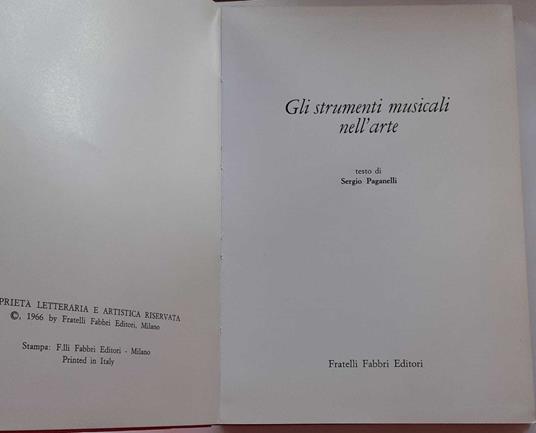 PRIETÀ LETTERARIA E ARTISTICA RISERVATA
©, 1966 by Fratelli Fabbri Editori, Milano
Stampa: F.lli Fabbri Editori - Milano
Printed in Italy
Gli strumenti musicali
nell'arte
testo di
Sergio Paganelli
Fratelli Fabbri Editori